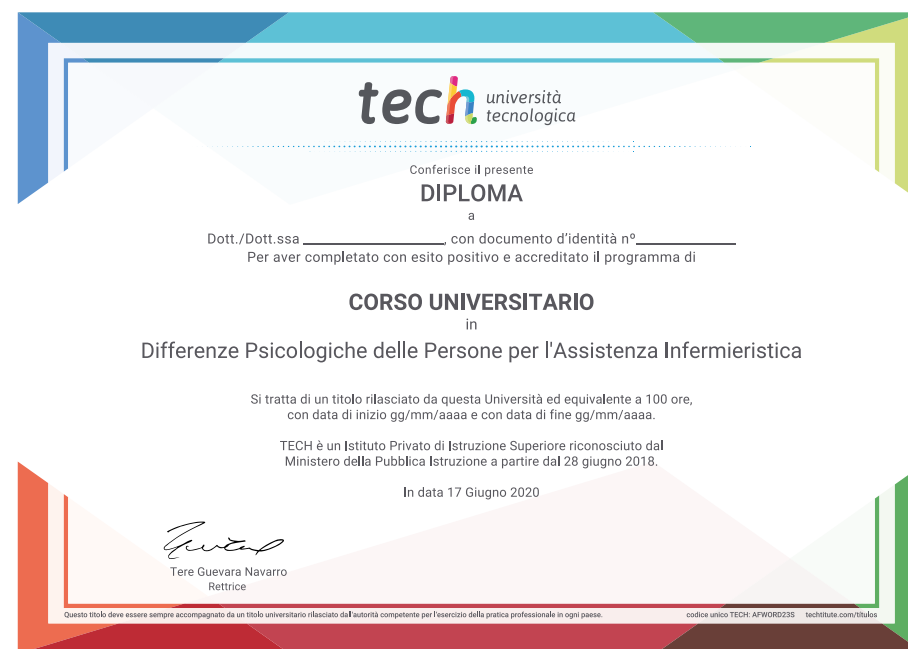 tech università
tecnologica
Conferisce il presente
DIPLOMA
a
Dott./Dott.ssa ____________________, con documento d'identità nº______________
Per aver completato con esito positivo e accreditato il programma di
CORSO UNIVERSITARIO
in
Differenze Psicologiche delle Persone per l'Assistenza Infermieristica
Si tratta di un titolo rilasciato da questa Università ed equivalente a 100 ore,
con data di inizio gg/mm/aaaa e con data di fine gg/mm/aaaa.
TECH è un Istituto Privato di Istruzione Superiore riconosciuto dal
Ministero della Pubblica Istruzione a partire dal 28 giugno 2018.
In data 17 Giugno 2020
Tere Guevara Navarro
Rettrice
Questo titolo deve essere sempre accompagnato da un titolo universitario rilasciato dall'autorità competente per l'esercizio della pratica professionale in ogni paese. codice unico TECH: AFWORD23S techtitute.com/titulos